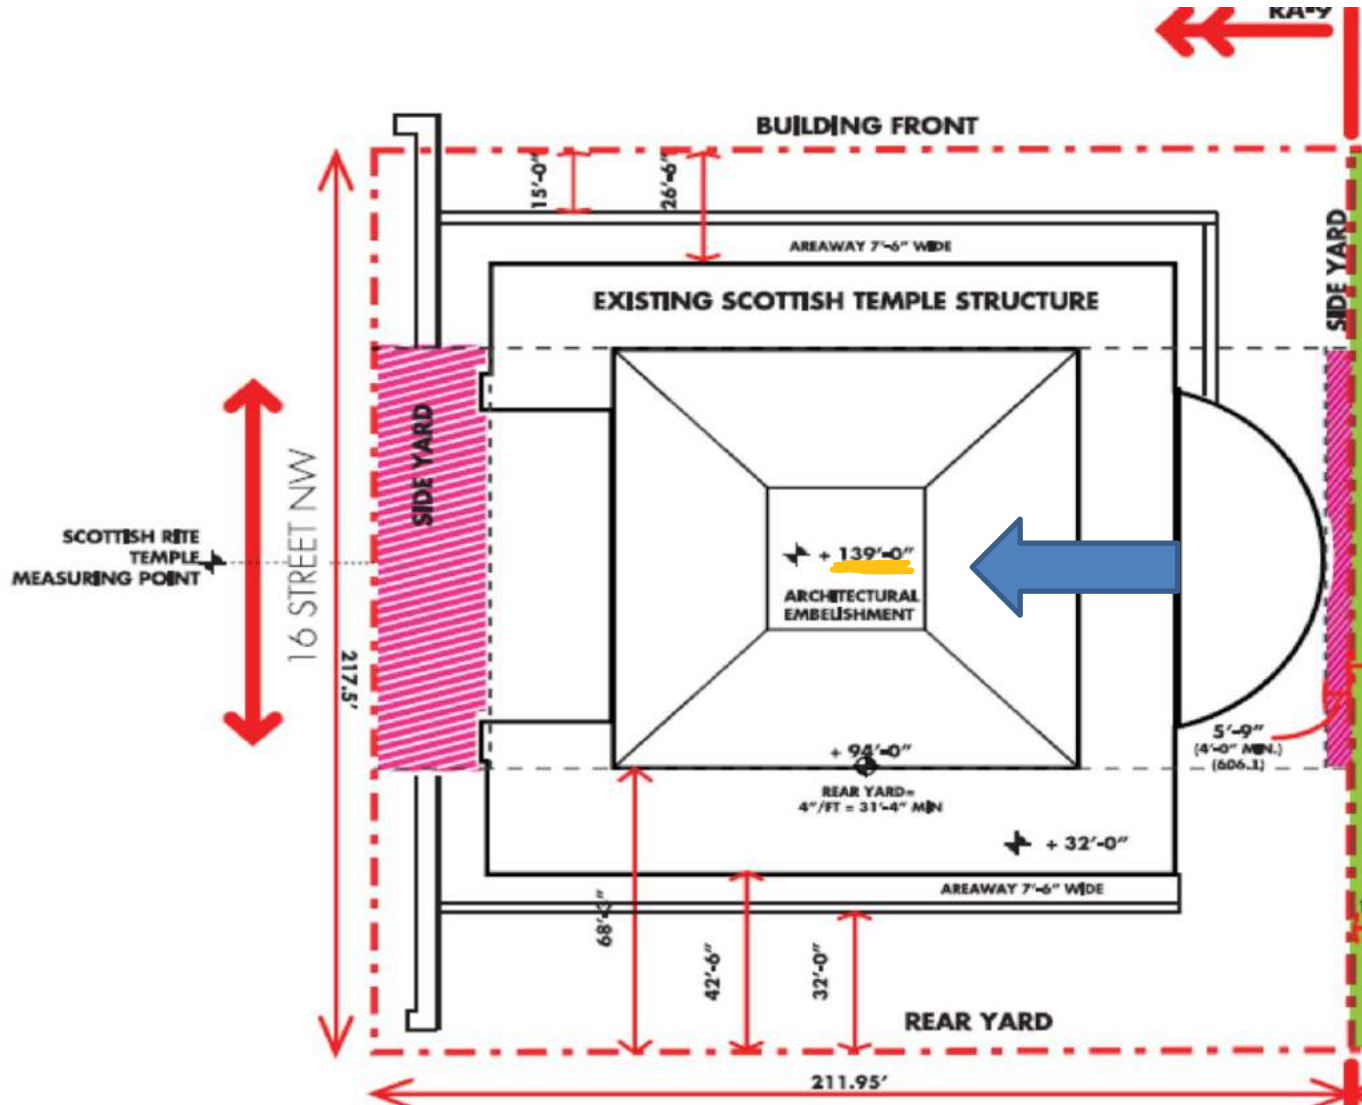 RA-9
BUILDING FRONT
15'-0"
26'-6"
AREAWAY 7'-6" WIDE
SIDE YARD
EXISTING SCOTTISH TEMPLE STRUCTURE
SIDE YARD
16 STREET NW
SCOTTISH RITE
TEMPLE
MEASURING POINT
+ 139'-0"
ARCHITECTURAL
EMBELISHMENT
217.5'
5'-9"
(4'-0" MIN.)
(606.1)
+ 94'-0"
REAR YARD=
4"/FT = 31'-4" MIN
+ 32'-0"
AREAWAY 7'-6" WIDE
68'-3"
42'-6"
32'-0"
REAR YARD
211.95'